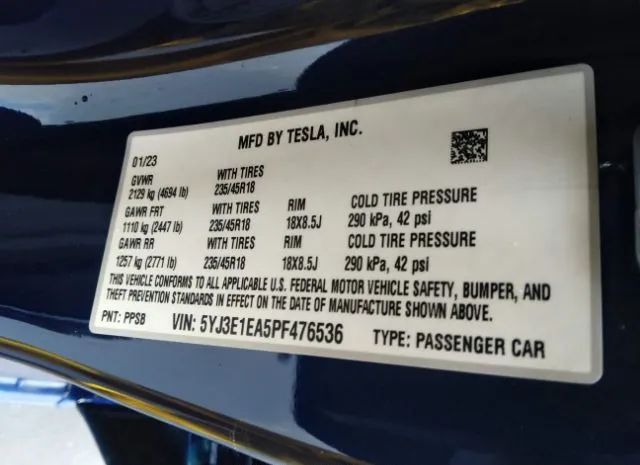 MFD BY TESLA, INC.
01/23
GVWR WITH TIRES
2129 kg (4694 lb) 235/45R18
GAWR FRT WITH TIRES RIM COLD TIRE PRESSURE
1110 kg (2447 lb) 235/45R18 18X8.5J 290 kPa, 42 psi
GAWR RR WITH TIRES RIM COLD TIRE PRESSURE
1257 kg (2771 lb) 235/45R18 18X8.5J 290 kPa, 42 psi
THIS VEHICLE CONFORMS TO ALL APPLICABLE U.S. FEDERAL MOTOR VEHICLE SAFETY, BUMPER, AND
THEFT PREVENTION STANDARDS IN EFFECT ON THE DATE OF MANUFACTURE SHOWN ABOVE.
PNT: PPSB VIN: 5YJ3E1EA5PF476536 TYPE: PASSENGER CAR